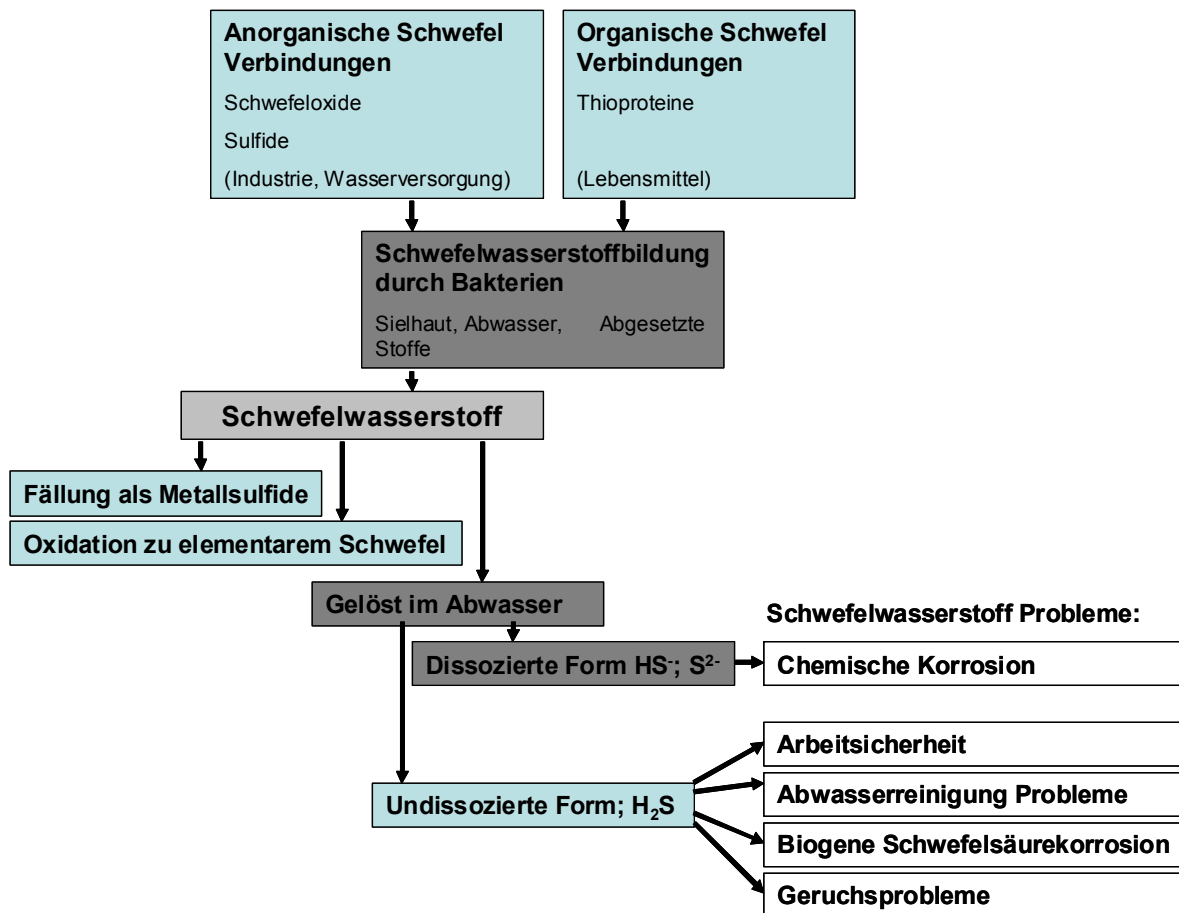 Anorganische Schwefel
Verbindungen
Schwefeloxide
Sulfide
(Industrie, Wasserversorgung)
Organische Schwefel
Verbindungen
Thioproteine
(Lebensmittel)
Schwefelwasserstoffbildung
durch Bakterien
Sielhaut, Abwasser, Abgesetzte
Stoffe
Schwefelwasserstoff
Fällung als Metallsulfide
Oxidation zu elementarem Schwefel
Gelöst im Abwasser
Schwefelwasserstoff Probleme:
Dissozierte Form HS⁻; S²⁻
Chemische Korrosion
Arbeitsicherheit
Undissozierte Form; H₂S
Abwasserreinigung Probleme
Biogene Schwefelsäurekorrosion
Geruchsprobleme